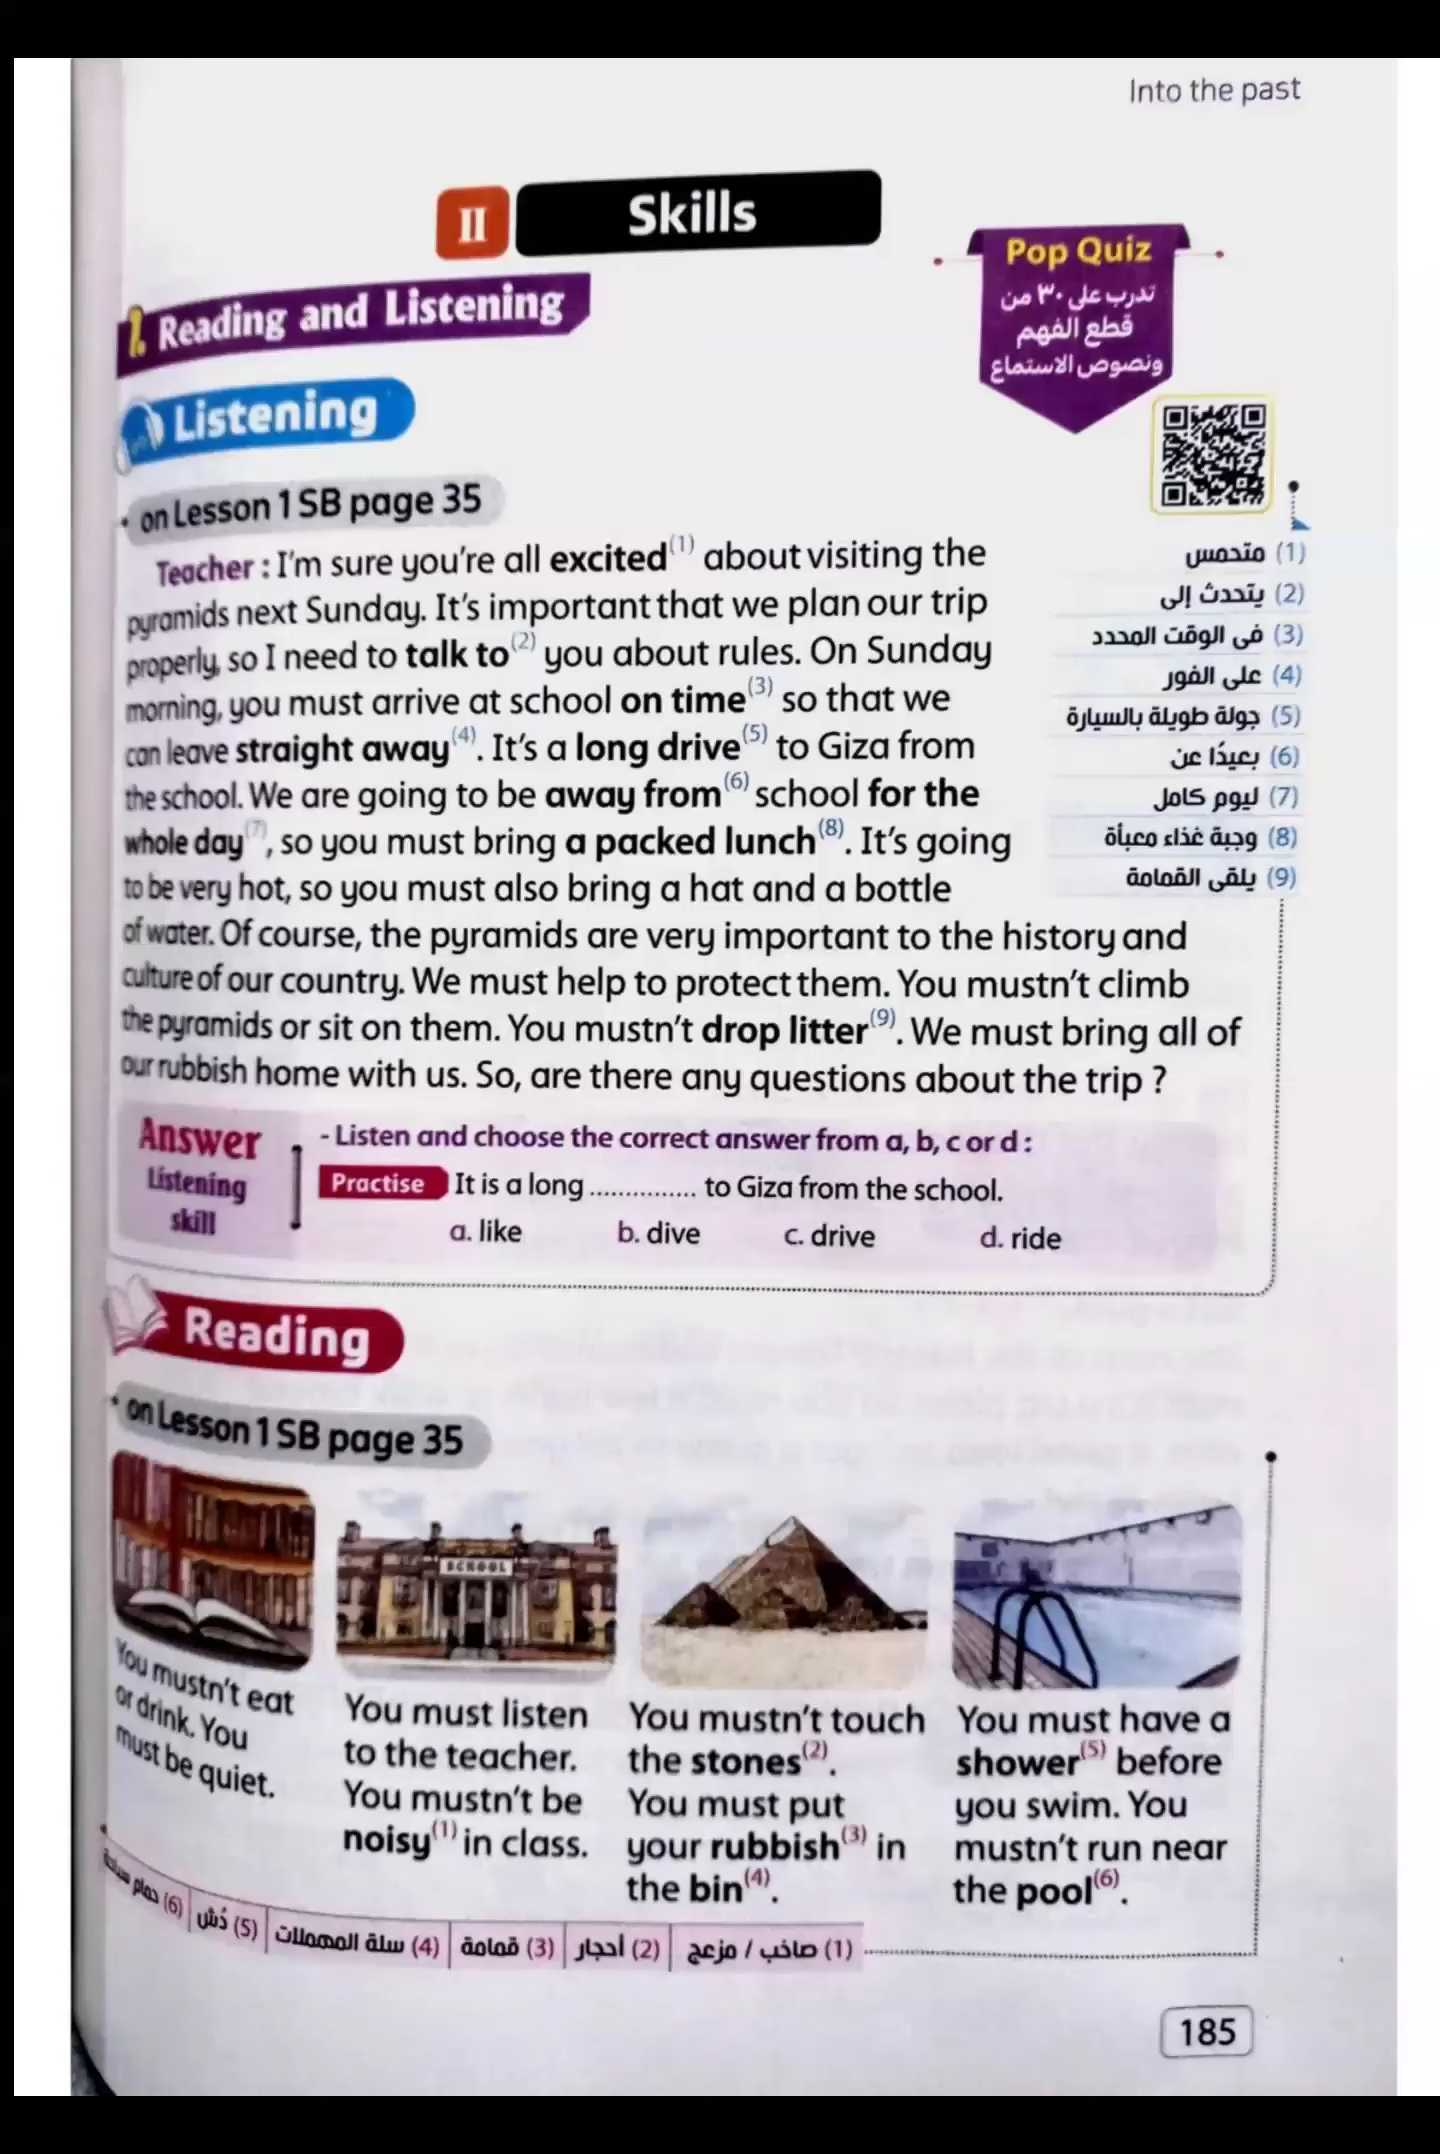 Into the past
II Skills
Pop Quiz
تدرب على ٣٠ من
قطع الفهم
ونصوص الاستماع
1. Reading and Listening
Listening
• on Lesson 1 SB page 35
Teacher : I'm sure you're all excited(1) about visiting the
pyramids next Sunday. It's important that we plan our trip
properly, so I need to talk to(2) you about rules. On Sunday
morning, you must arrive at school on time(3) so that we
can leave straight away(4). It's a long drive(5) to Giza from
the school. We are going to be away from(6) school for the
whole day(7), so you must bring a packed lunch(8). It's going
to be very hot, so you must also bring a hat and a bottle
of water. Of course, the pyramids are very important to the history and
culture of our country. We must help to protect them. You mustn't climb
the pyramids or sit on them. You mustn't drop litter(9). We must bring all of
our rubbish home with us. So, are there any questions about the trip ?
(1) متحمس
(2) يتحدث إلى
(3) فى الوقت المحدد
(4) على الفور
(5) جولة طويلة بالسيارة
(6) بعيدًا عن
(7) ليوم كامل
(8) وجبة غذاء معبأة
(9) يلقى القمامة
Answer
Listening
skill
- Listen and choose the correct answer from a, b, c or d :
Practise It is a long .............. to Giza from the school.
a. like b. dive c. drive d. ride
Reading
• on Lesson 1 SB page 35
SCHOOL
You mustn't eat
or drink. You
must be quiet.
You must listen
to the teacher.
You mustn't be
noisy(1) in class.
You mustn't touch
the stones(2).
You must put
your rubbish(3) in
the bin(4).
You must have a
shower(5) before
you swim. You
mustn't run near
the pool(6).
(1) صاخب / مزعج (2) أحجار (3) قمامة (4) سلة المهملات (5) دُش (6) حمام سباحة
185